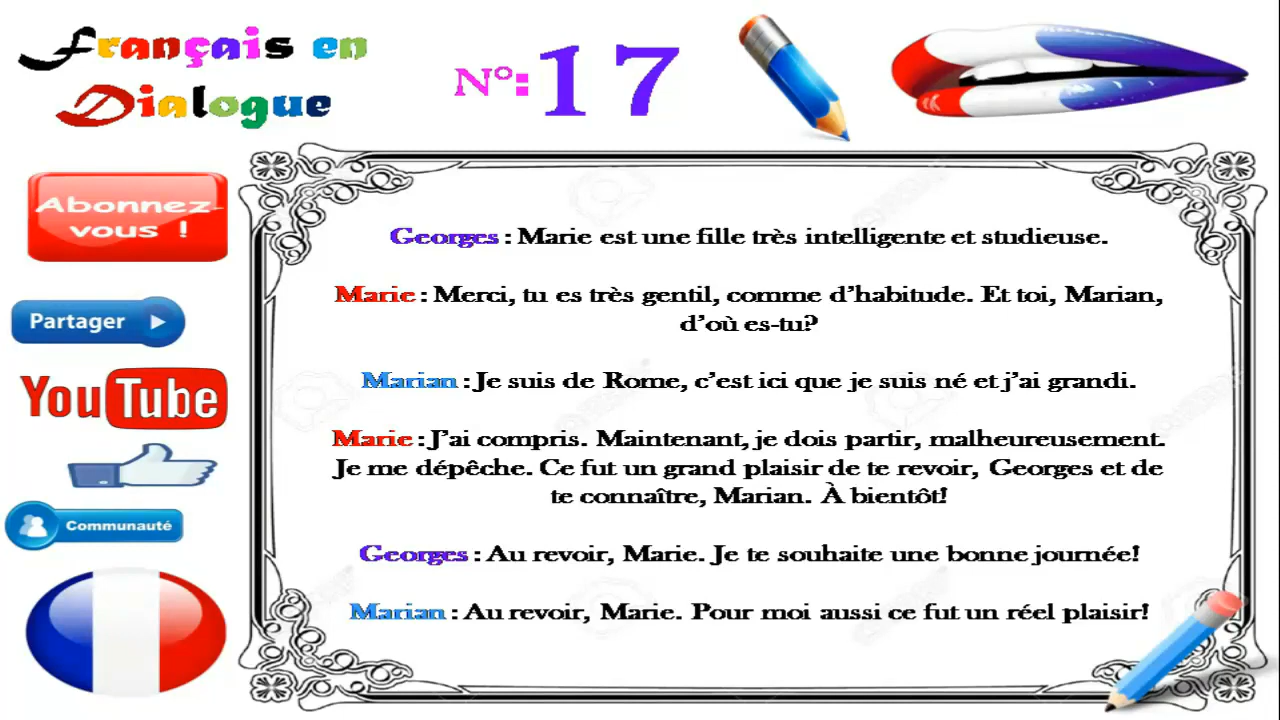 Français en
Dialogue
N°:17
Abonnez-
vous !
Partager
YouTube
Communauté
Georges : Marie est une fille très intelligente et studieuse.
Marie : Merci, tu es très gentil, comme d'habitude. Et toi, Marian,
d'où es-tu?
Marian : Je suis de Rome, c'est ici que je suis né et j'ai grandi.
Marie : J'ai compris. Maintenant, je dois partir, malheureusement.
Je me dépêche. Ce fut un grand plaisir de te revoir, Georges et de
te connaître, Marian. À bientôt!
Georges : Au revoir, Marie. Je te souhaite une bonne journée!
Marian : Au revoir, Marie. Pour moi aussi ce fut un réel plaisir!